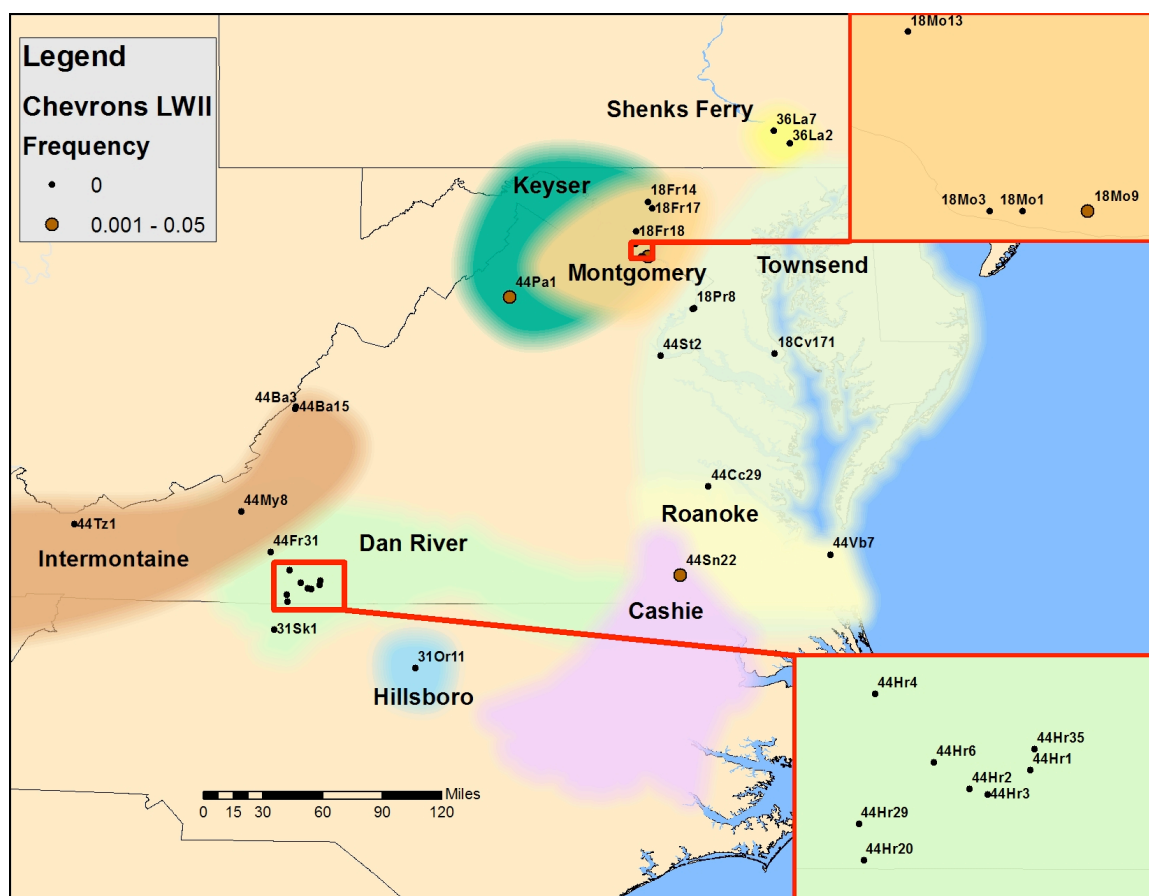 Legend
Chevrons LWII
Frequency
0
0.001 - 0.05
18Mo13
18Mo3
18Mo1
18Mo9
Shenks Ferry
36La7
36La2
Keyser
18Fr14
18Fr17
18Fr18
Montgomery
Townsend
44Pa1
18Pr8
44St2
18Cv171
44Ba3
44Ba15
44My8
44Tz1
Intermontaine
44Fr31
Dan River
44Cc29
Roanoke
44Vb7
44Sn22
Cashie
31Sk1
31Or11
Hillsboro
44Hr4
44Hr35
44Hr6
44Hr1
44Hr2
44Hr3
44Hr29
44Hr20
Miles
0 15 30 60 90 120